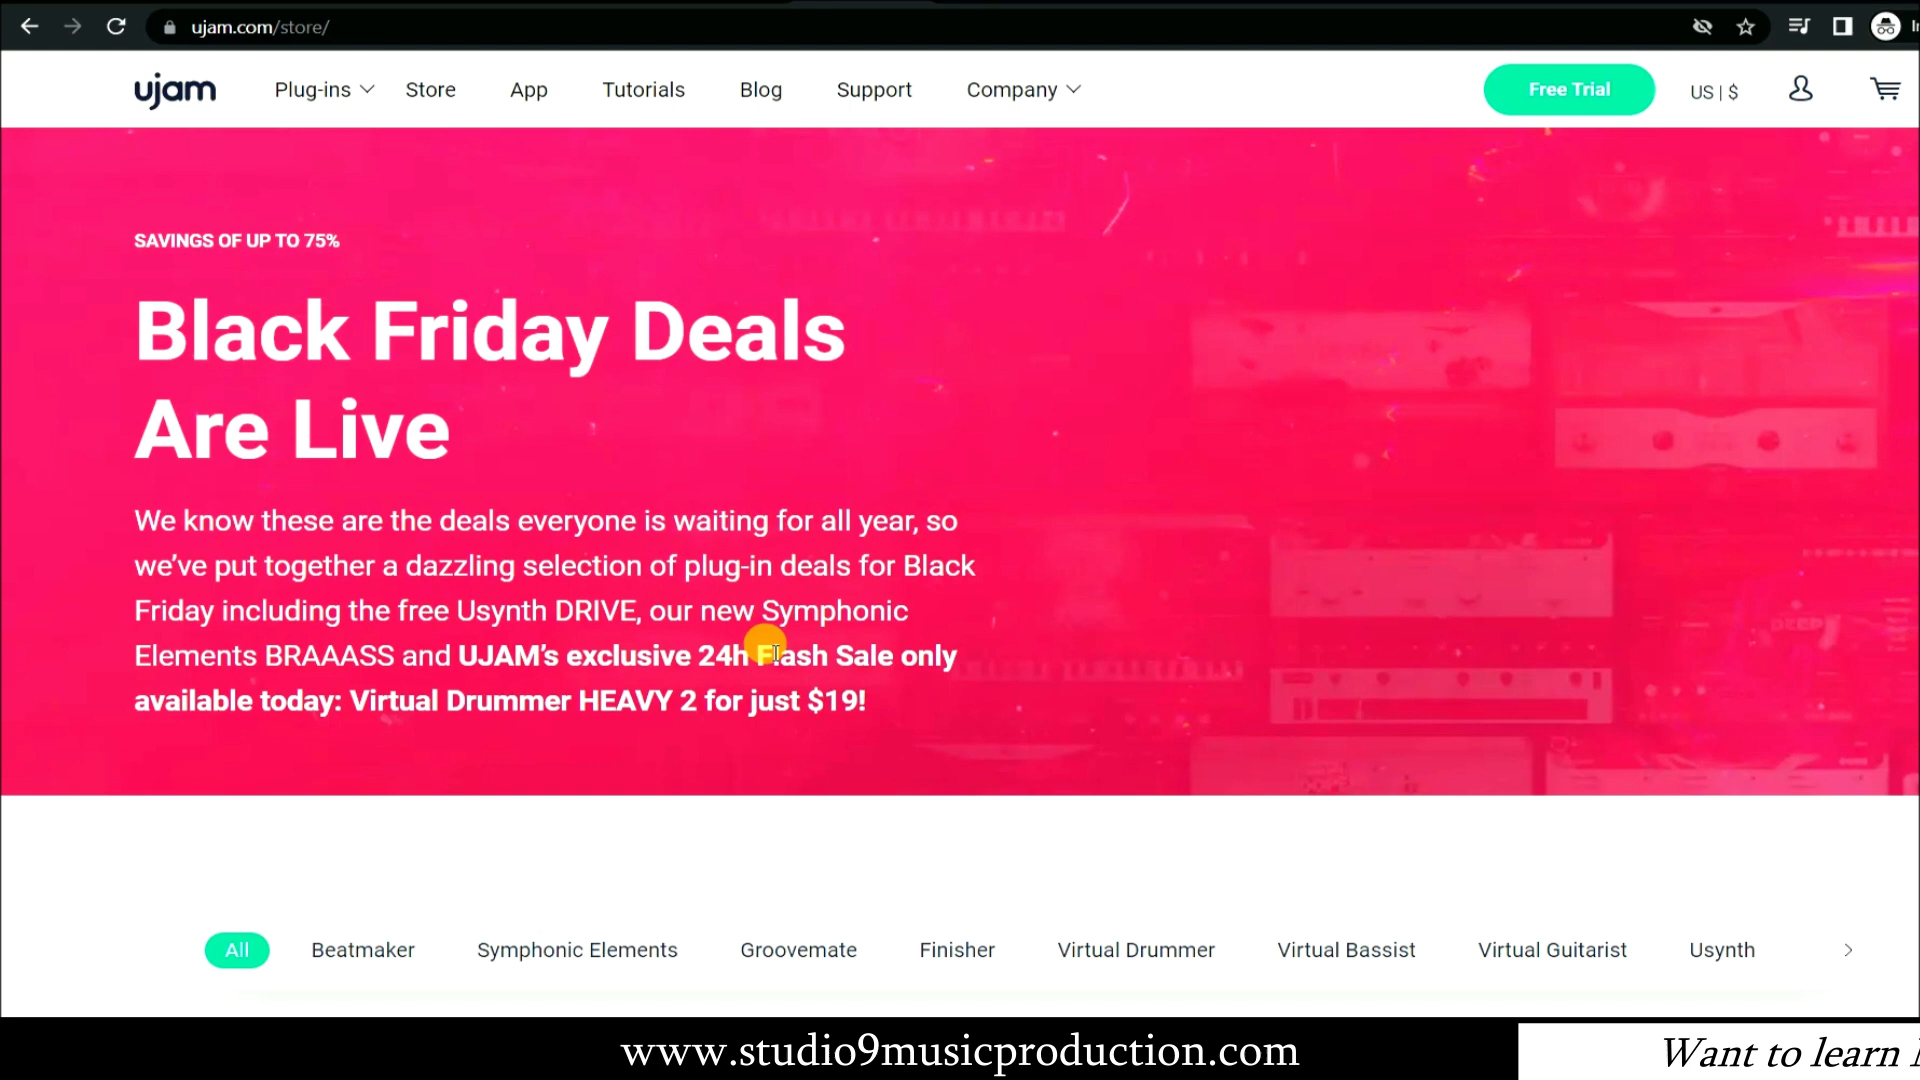 ujam.com/store/
ujam Plug-ins Store App Tutorials Blog Support Company Free Trial US | $
SAVINGS OF UP TO 75%
Black Friday Deals
Are Live
We know these are the deals everyone is waiting for all year, so
we've put together a dazzling selection of plug-in deals for Black
Friday including the free Usynth DRIVE, our new Symphonic
Elements BRAAASS and UJAM's exclusive 24h Flash Sale only
available today: Virtual Drummer HEAVY 2 for just $19!
DEEP
All Beatmaker Symphonic Elements Groovemate Finisher Virtual Drummer Virtual Bassist Virtual Guitarist Usynth
www.studio9musicproduction.com
Want to learn